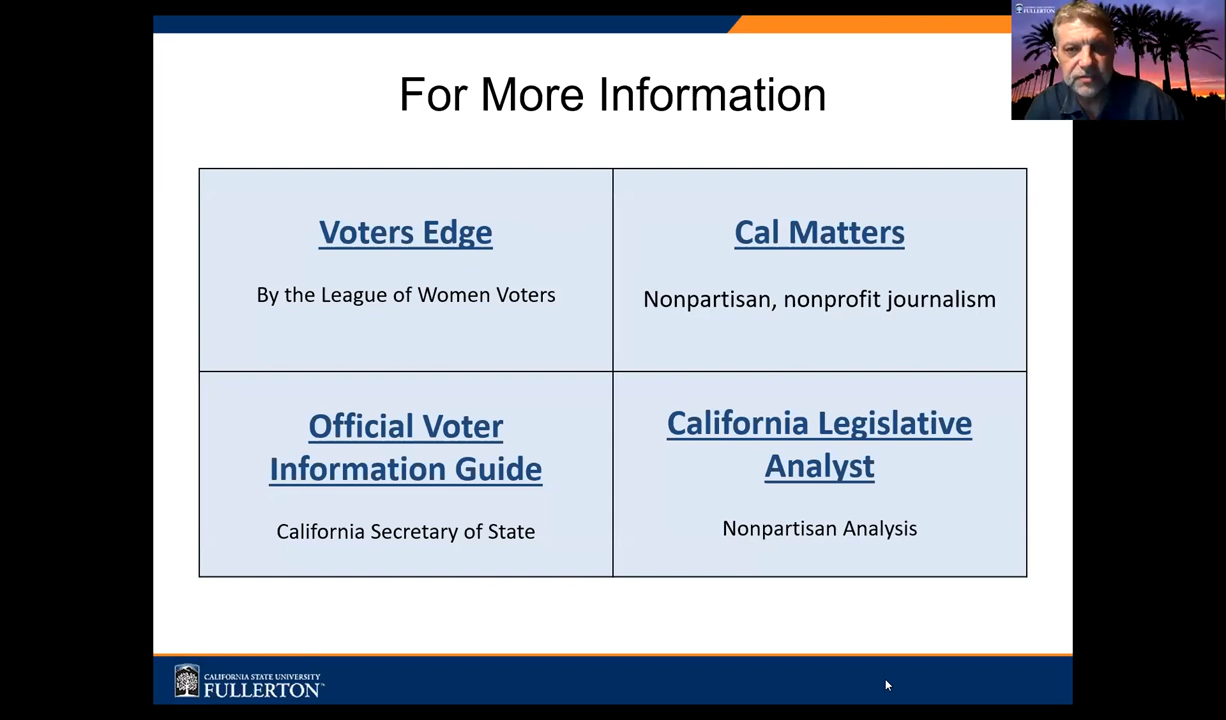 For More Information
Voters Edge
By the League of Women Voters
Cal Matters
Nonpartisan, nonprofit journalism
Official Voter
Information Guide
California Secretary of State
California Legislative
Analyst
Nonpartisan Analysis
CALIFORNIA STATE UNIVERSITY
FULLERTON
FULLERTON